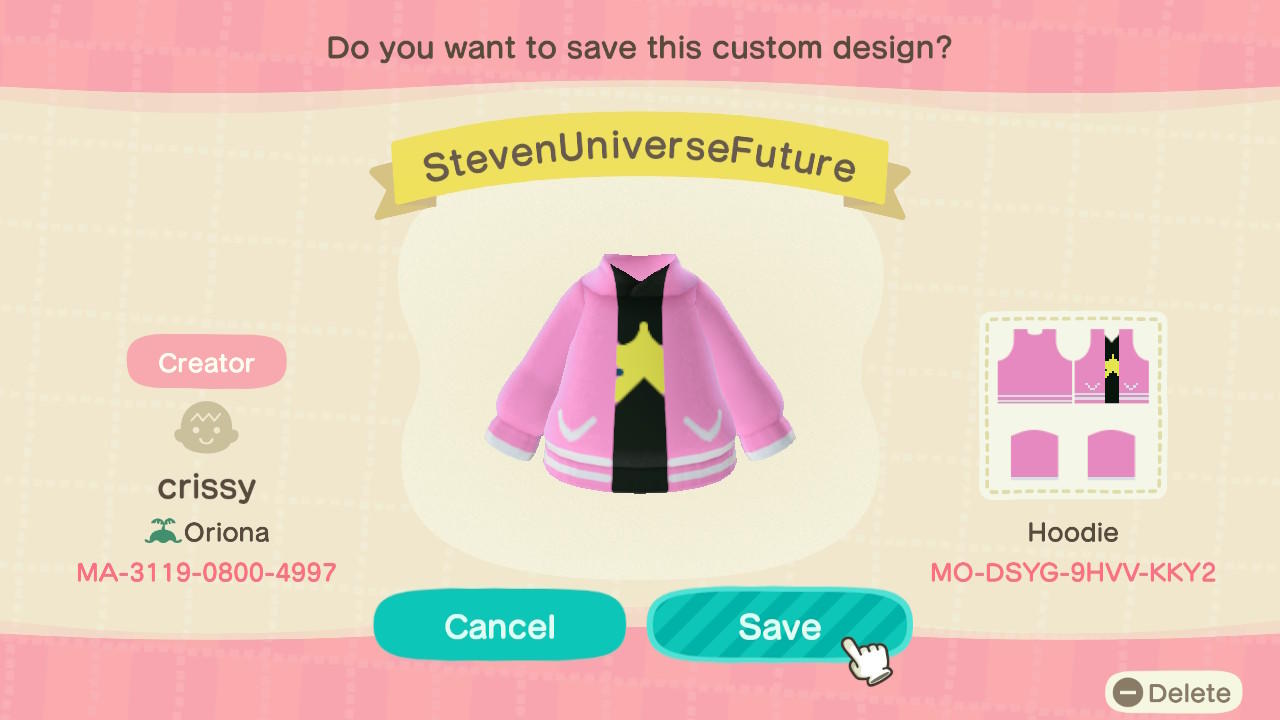 Do you want to save this custom design?
StevenUniverseFuture
Creator
crissy
Oriona
MA-3119-0800-4997
Hoodie
MO-DSYG-9HVV-KKY2
Cancel
Save
Delete